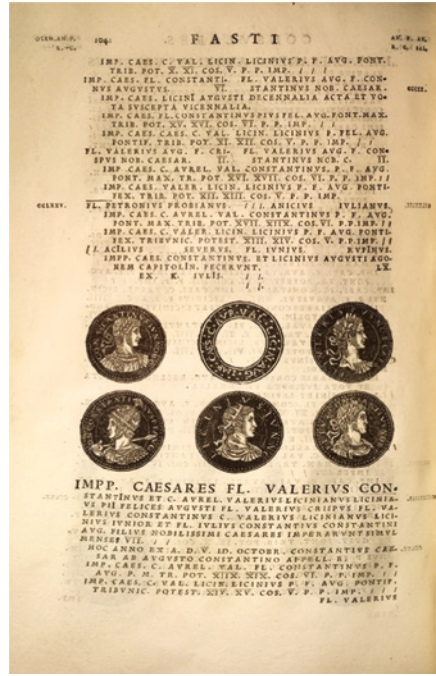 OLYM. AN. P.
R. C.
104.
FASTI
IMP. CAES. C. VAL. LICIN. LICINIVS P. F. AVG. PONT.
TRIB. POT. X. XI. COS. V. P. P. IMP. / /
IMP. CAES. FL. CONSTANTI- FL. VALERIVS AVG. F. CON-
NVS AVGVSTVS. VI. STANTINVS NOB. CAESAR.
IMP. CAES. LICINI AVGVSTI DECENNALIA ACTA ET VO-
TA SVSCEPTA VICENNALIA.
IMP. CAES. FL. CONSTANTINVS PIVS FEL. AVG. PONT. MAX.
TRIB. POT. XV. XVI. COS. VI. P. P. IMP. / /
IMP. CAES. CAES. C. VAL. LICIN. LICINIVS P. FEL. AVG.
PONTIF. TRIB. POT. XI. XII. COS. V. P. P. IMP. / /
FL. VALERIVS AVG. F. CRI- FL. VALERIVS AVG. F. CON-
SPVS NOB. CAESAR. II. STANTINVS NOB. C. II.
IMP. CAES. C. AVREL. VAL. CONSTANTINVS. P. F. AVG.
PONT. MAX. TR. POT. XVI. XVII. COS. VI. P. P. IMP. / /
IMP. CAES. VALER. LICIN. LICINIVS P. F. AVG. PONTI-
FEX. TRIB. POT. XII. XIII. COS. V. P. P. IMP.
CCLXXV. FL. PETRONIVS PROBIANVS / / . ANICIVS IVLIANVS.
IMP. CAES. C. AVREL. VAL. CONSTANTINVS P. F. AVG.
PONT. MAX. TRIB. POT. XVII. XIIX. COS. VI. P. P. IMP. / /
IMP. CAES. C. VALER. LICIN. LICINIVS P. F. AVG. PONTI-
FEX. TRIBVNIC. POTEST. XIII. XIV. COS. V. P. P. IMP. / /
ACILIVS SEVERVS. FL. IVNIVS. RVFINVS.
IMPP. CAES. CONSTANTINVS. ET LICINIVS AVGVSTI AGO-
NEM CAPITOLIN. FECERVNT. LX.
EX. K. IVLIS. / /.
IMPP. CAESARES FL. VALERIVS CON-
STANTINVS ET C. AVREL. VALERIVS LICINIANVS LICINIA-
VS PII FELICES AVGVSTI FL. VALERIVS CRISPVS FL. VA-
LERIVS CONSTANTINVS C. VALERIVS LICINIANVS LICI-
NIVS IVNIOR ET FL. IVLIVS CONSTANTIVS CONSTANTINI
AVG. FILIVS NOBILISSIMI CAESARES IMPERARVNT SIMVL
MENSES VII. / /
HOC ANNO EX A. D. V. ID. OCTOBR. CONSTANTIVS CAE-
SAR AB AVGVSTO CONSTANTINO APPELL. E.
IMP. CAES. C. AVREL. VAL. FL. CONSTANTINVS P. F.
AVG. P. M. TR. POT. XIIX. XIX. COS. VI. P. P. IMP. / /
IMP. CAES. C. VAL. LICIN. LICINIVS P. F. AVG. PONTIF.
TRIBVNIC. POTEST. XIV. XV. COS. V. P. P. IMP. / /
FL. VALERIVS